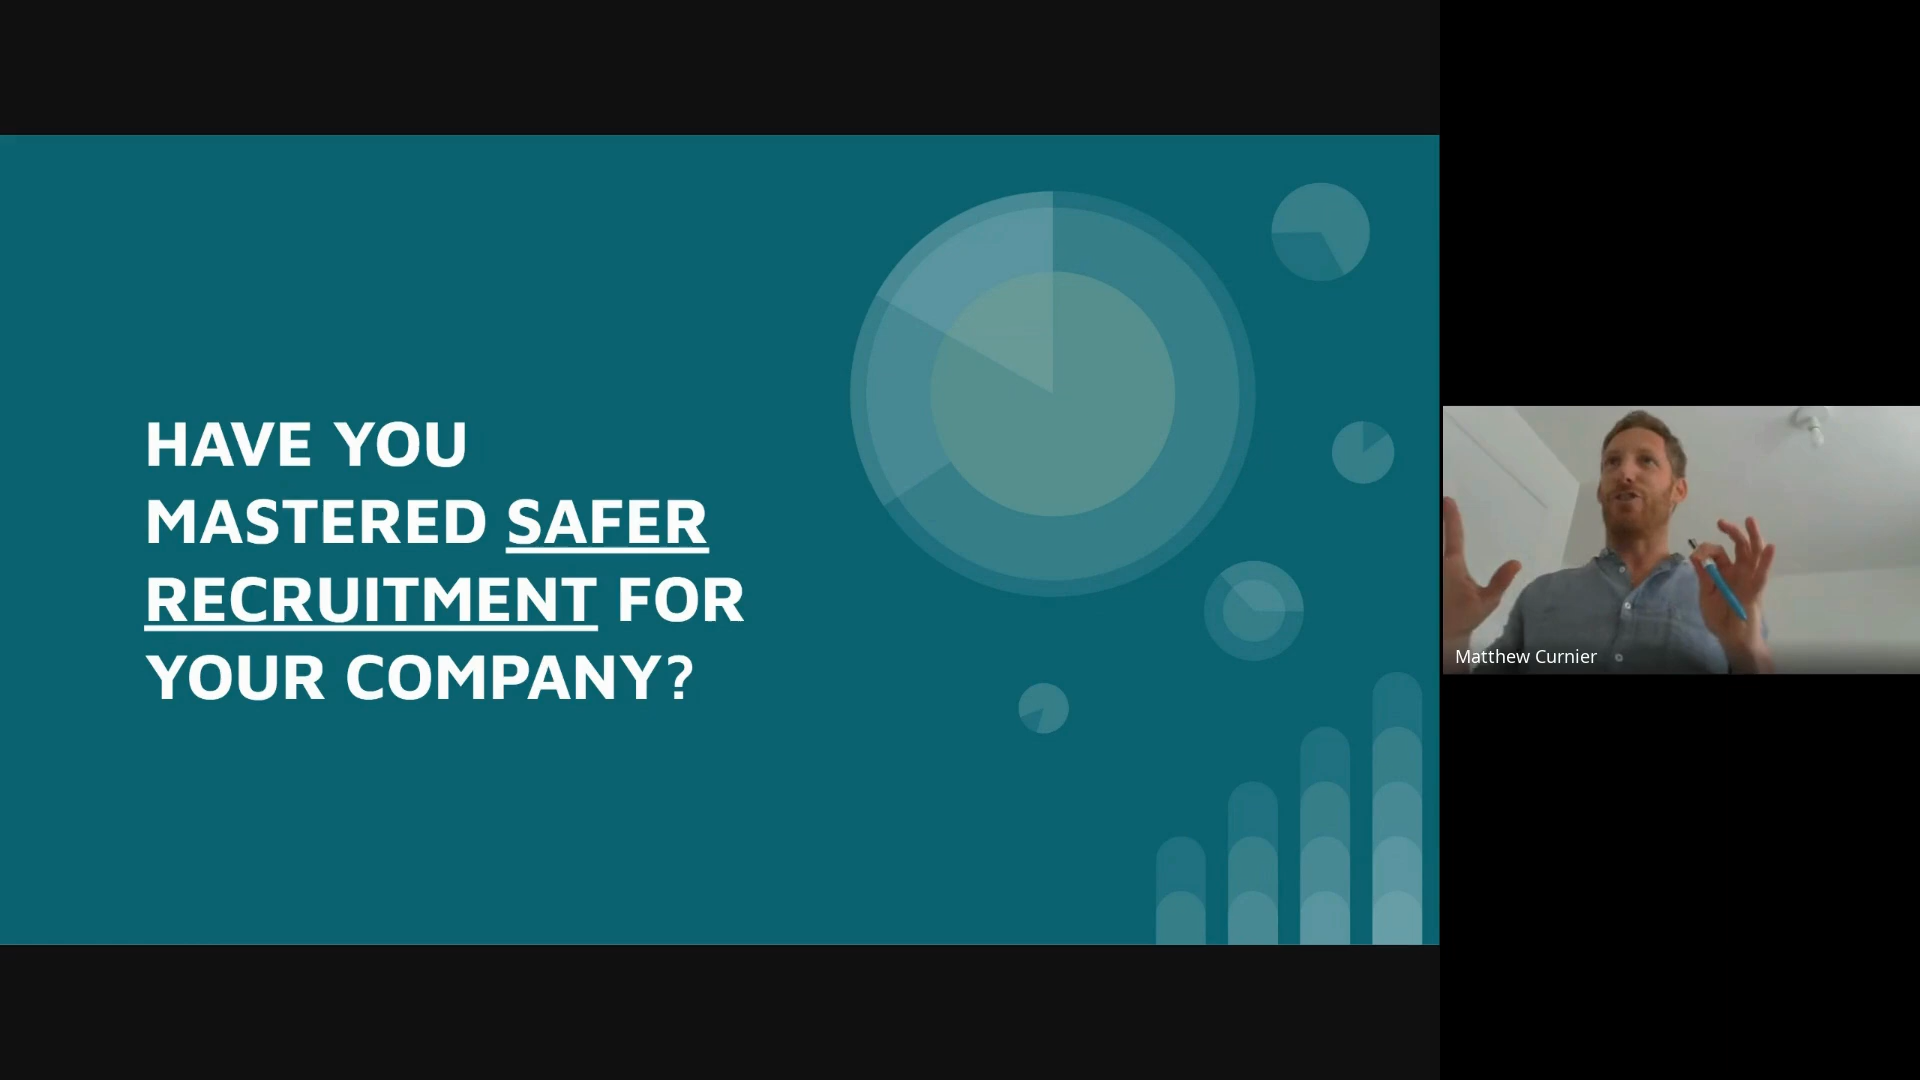 HAVE YOU
MASTERED SAFER
RECRUITMENT FOR
YOUR COMPANY?
Matthew Curnier